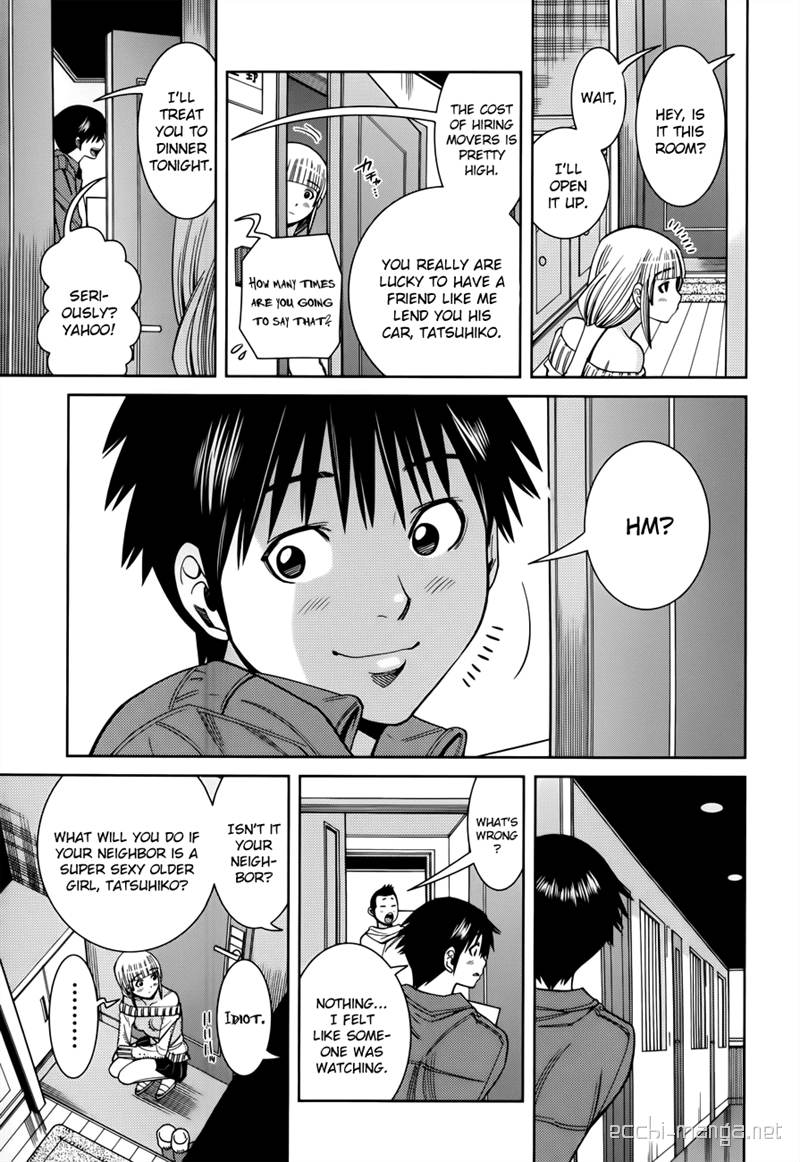 HEY, IS
IT THIS
ROOM?
WAIT,
I'LL
OPEN
IT UP.
THE COST
OF HIRING
MOVERS IS
PRETTY
HIGH.
YOU REALLY ARE
LUCKY TO HAVE A
FRIEND LIKE ME
LEND YOU HIS
CAR, TATSUHIKO.
HOW MANY TIMES
ARE YOU GOING
TO SAY THAT?
I'LL
TREAT
YOU TO
DINNER
TONIGHT.
SERI-
OUSLY?
YAHOO!
HM?
WHAT'S
WRONG
?
NOTHING...
I FELT
LIKE SOME-
ONE WAS
WATCHING.
ISN'T IT
YOUR
NEIGH-
BOR?
WHAT WILL YOU DO IF
YOUR NEIGHBOR IS A
SUPER SEXY OLDER
GIRL, TATSUHIKO?
IDIOT.
........
ecchi-manga.net